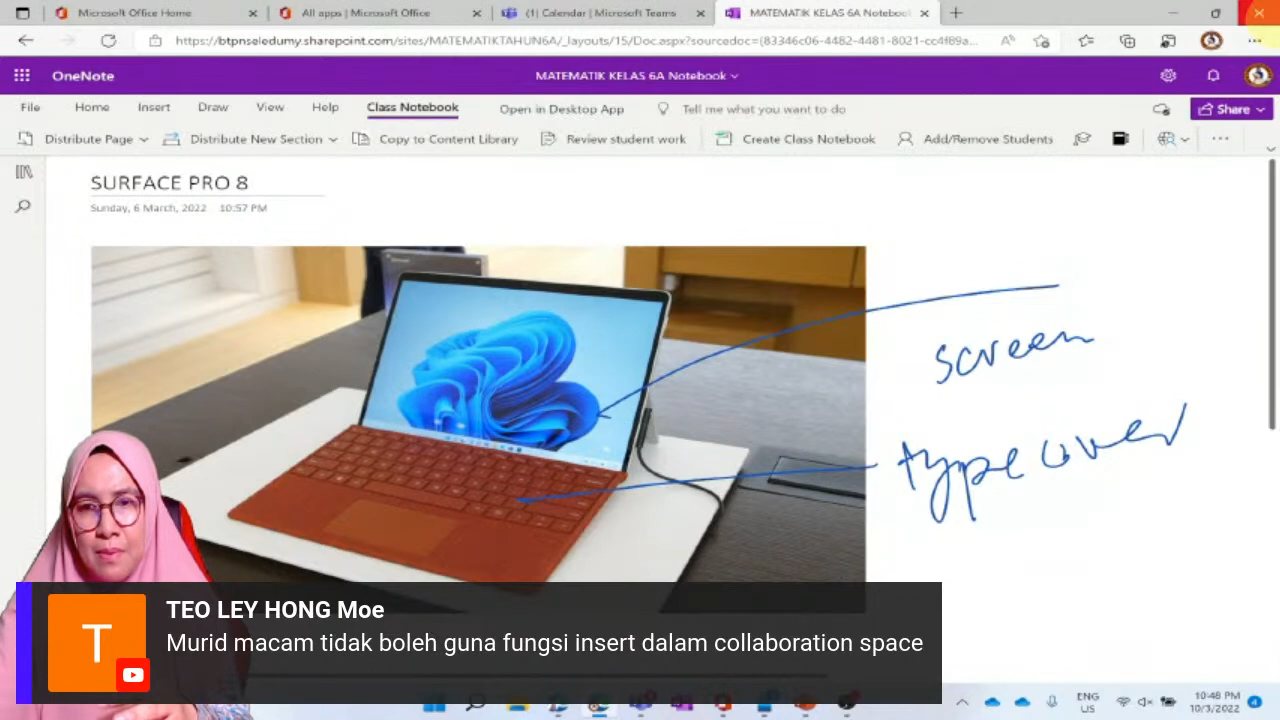 Microsoft Office Home
All apps | Microsoft Office
(1) Calendar | Microsoft Teams
MATEMATIK KELAS 6A Notebook
https://btpnseledumy.sharepoint.com/sites/MATEMATIKTAHUN6A/_layouts/15/Doc.aspx?sourcedoc={83346c06-4482-4481-8021-cc4f89a...
OneNote
MATEMATIK KELAS 6A Notebook
File Home Insert Draw View Help Class Notebook Open in Desktop App Tell me what you want to do Share
Distribute Page Distribute New Section Copy to Content Library Review student work Create Class Notebook Add/Remove Students
SURFACE PRO 8
Sunday, 6 March, 2022 10:57 PM
screen
type cover
T
TEO LEY HONG Moe
Murid macam tidak boleh guna fungsi insert dalam collaboration space
ENG
US
10:48 PM
10/3/2022
4